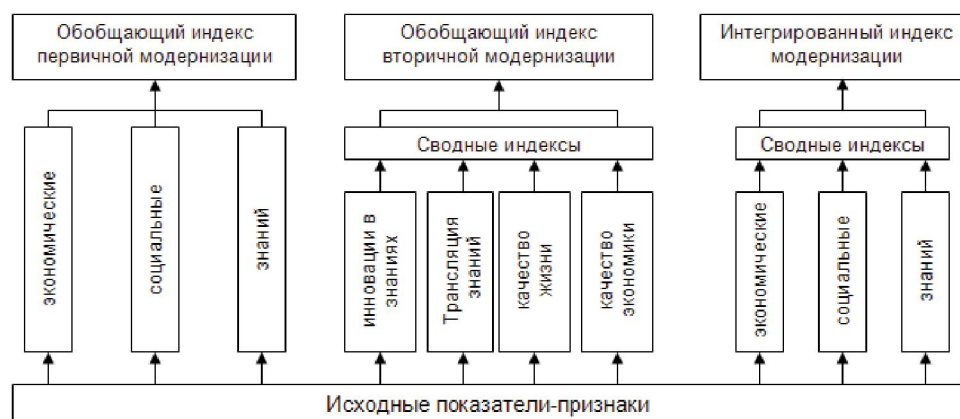 Обобщающий индекс
первичной модернизации
Обобщающий индекс
вторичной модернизации
Интегрированный индекс
модернизации
Сводные индексы
Сводные индексы
экономические
социальные
знаний
инновации в
знаниях
Трансляция
знаний
качество
жизни
качество
экономики
экономические
социальные
знаний
Исходные показатели-признаки